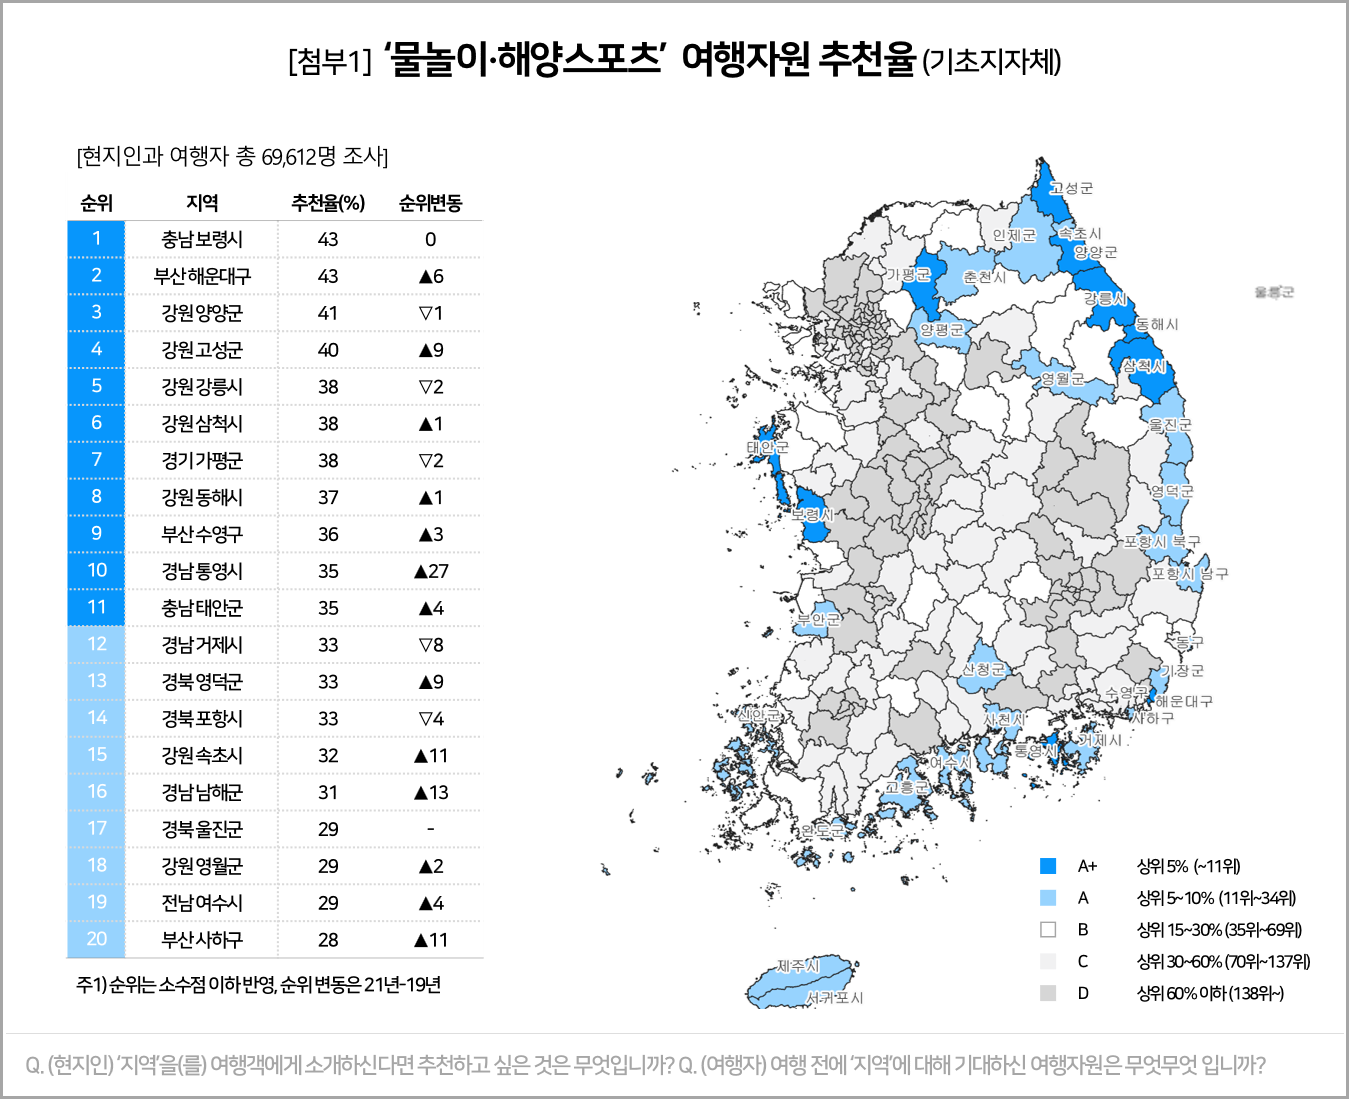 [첨부1] ‘물놀이·해양스포츠’ 여행자원 추천율 (기초지자체)
[현지인과 여행자 총 69,612명 조사]
순위 지역 추천율(%) 순위변동
1 충남 보령시 43 0
2 부산 해운대구 43 ▲6
3 강원 양양군 41 ▽1
4 강원 고성군 40 ▲9
5 강원 강릉시 38 ▽2
6 강원 삼척시 38 ▲1
7 경기 가평군 38 ▽2
8 강원 동해시 37 ▲1
9 부산 수영구 36 ▲3
10 경남 통영시 35 ▲27
11 충남 태안군 35 ▲4
12 경남 거제시 33 ▽8
13 경북 영덕군 33 ▲9
14 경북 포항시 33 ▽4
15 강원 속초시 32 ▲11
16 경남 남해군 31 ▲13
17 경북 울진군 29 -
18 강원 영월군 29 ▲2
19 전남 여수시 29 ▲4
20 부산 사하구 28 ▲11
주1) 순위는 소수점 이하 반영, 순위 변동은 21년-19년
고성군
인제군
속초시
양양군
가평군
춘천시
울릉군
강릉시
양평군
동해시
삼척시
영월군
울진군
태안군
영덕군
보령시
포항시 북구
포항시 남구
부안군
동구
산청군
기장군
수영구
해운대구
신안군
사천시
사하구
거제시
통영시
여수시
고흥군
완도군
제주시
서귀포시
A+ 상위 5% (~11위)
A 상위 5~10% (11위~34위)
B 상위 15~30% (35위~69위)
C 상위 30~60% (70위~137위)
D 상위 60% 이하 (138위~)
Q. (현지인) ‘지역’을(를) 여행객에게 소개하신다면 추천하고 싶은 것은 무엇입니까? Q. (여행자) 여행 전에 ‘지역’에 대해 기대하신 여행자원은 무엇무엇 입니까?